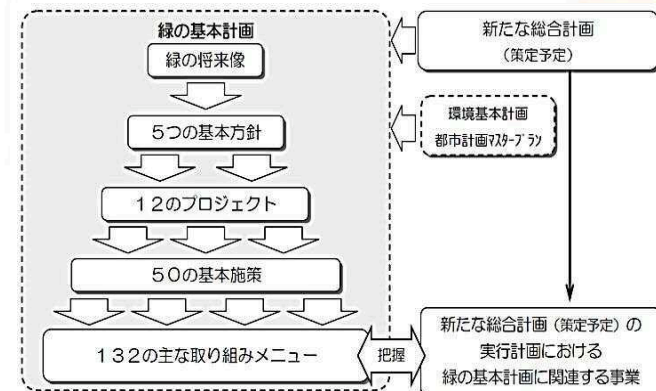 緑の基本計画
緑の将来像
5つの基本方針
12のプロジェクト
50の基本施策
132の主な取り組みメニュー
新たな総合計画
(策定予定)
環境基本計画
都市計画マスタープラン
把握
新たな総合計画(策定予定)の
実行計画における
緑の基本計画に関連する事業